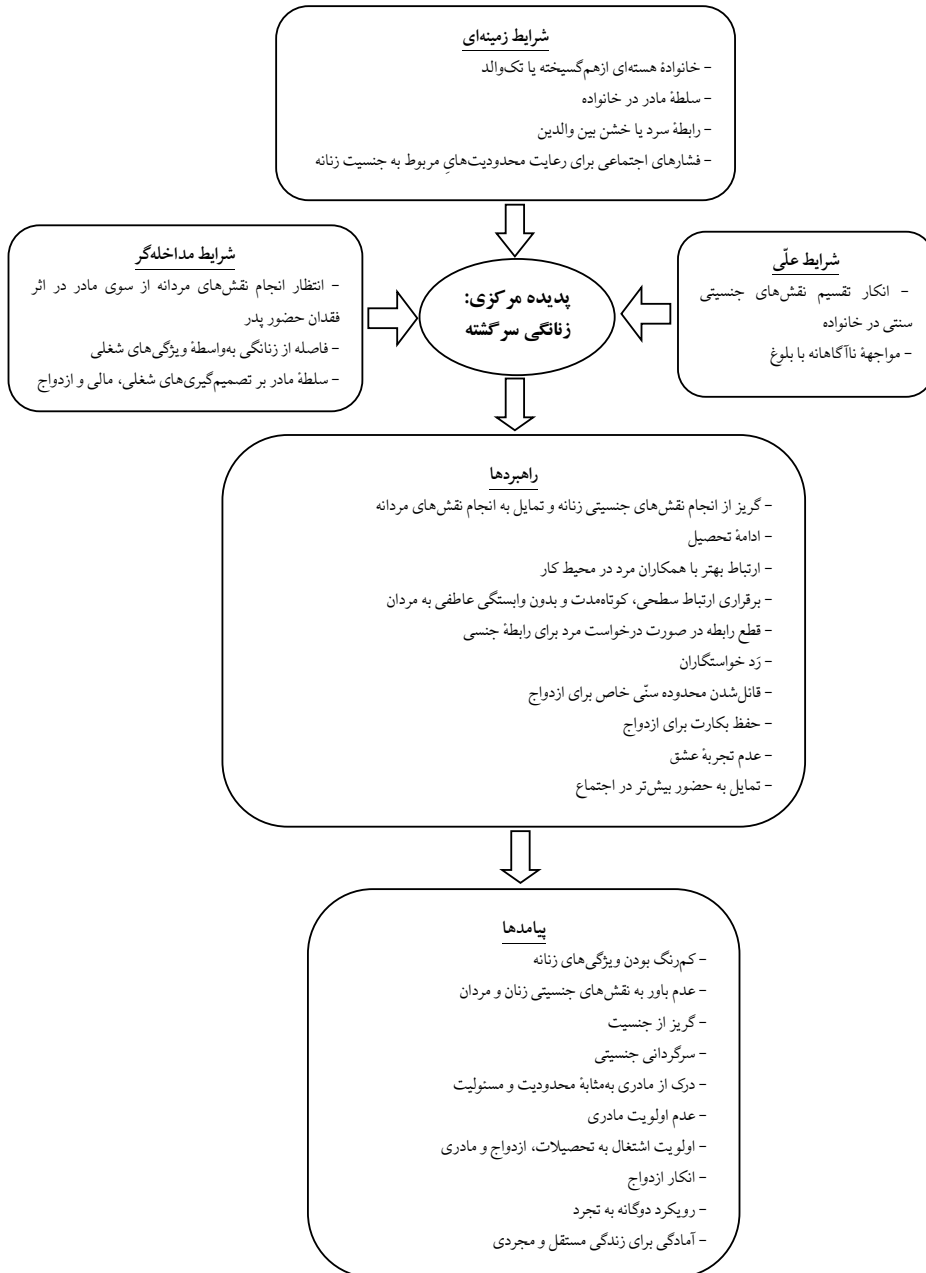 شرایط زمینه‌ای
- خانوادهٔ هسته‌ای ازهم‌گسیخته یا تک‌والد
- سلطهٔ مادر در خانواده
- رابطهٔ سرد یا خشن بین والدین
- فشارهای اجتماعی برای رعایت محدودیت‌هایِ مربوط به جنسیت زنانه
شرایط علّی
- انکار تقسیم نقش‌های جنسیتی
سنتی در خانواده
- مواجههٔ ناآگاهانه با بلوغ
پدیده مرکزی:
زنانگی سرگشته
شرایط مداخله‌گر
- انتظار انجام نقش‌های مردانه از سوی مادر در اثر
فقدان حضور پدر
- فاصله از زنانگی به‌واسطهٔ ویژگی‌های شغلی
- سلطهٔ مادر بر تصمیم‌گیری‌های شغلی، مالی و ازدواج
راهبردها
- گریز از انجام نقش‌های جنسیتی زنانه و تمایل به انجام نقش‌های مردانه
- ادامهٔ تحصیل
- ارتباط بهتر با همکاران مرد در محیط کار
- برقراری ارتباط سطحی، کوتاه‌مدت و بدون وابستگی عاطفی به مردان
- قطع رابطه در صورت درخواست مرد برای رابطهٔ جنسی
- رَد خواستگاران
- قائل‌شدن محدوده سنّی خاص برای ازدواج
- حفظ بکارت برای ازدواج
- عدم تجربهٔ عشق
- تمایل به حضور بیش‌تر در اجتماع
پیامدها
- کم‌رنگ بودن ویژگی‌های زنانه
- عدم باور به نقش‌های جنسیتی زنان و مردان
- گریز از جنسیت
- سرگردانی جنسیتی
- درک از مادری به‌مثابهٔ محدودیت و مسئولیت
- عدم اولویت مادری
- اولویت اشتغال به تحصیلات، ازدواج و مادری
- انکار ازدواج
- رویکرد دوگانه به تجرد
- آمادگی برای زندگی مستقل و مجردی